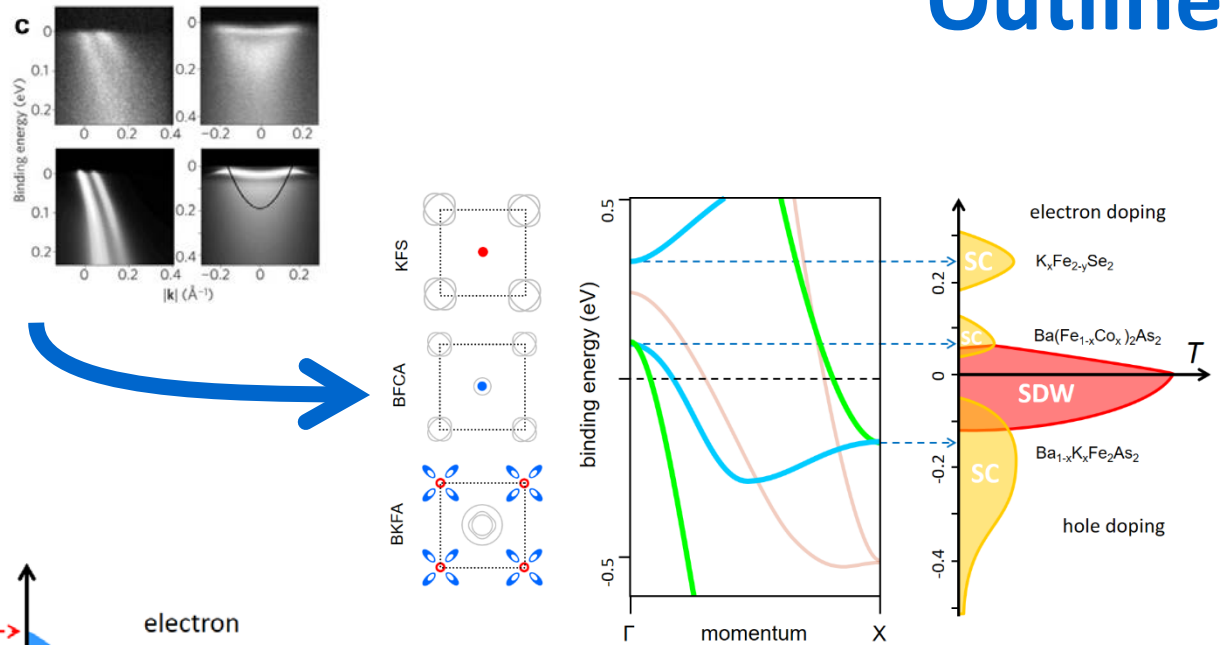 Outline
c
0
0.1
0.2
0
0.2
0.4
0
0.2
0.4
−0.2
0
0.2
Binding energy (eV)
0
0.1
0.2
0
0.2
0.4
0
0.2
0.4
−0.2
0
0.2
|k| (Å⁻¹)
KFS
BFCA
BKFA
binding energy (eV)
0.5
-0.5
Γ
momentum
X
electron doping
SC
KₓFe₂₋ᵧSe₂
0.2
SC
Ba(Fe₁₋ₓCoₓ)₂As₂
T
0
SDW
Ba₁₋ₓKₓFe₂As₂
-0.2
SC
hole doping
-0.4
electron